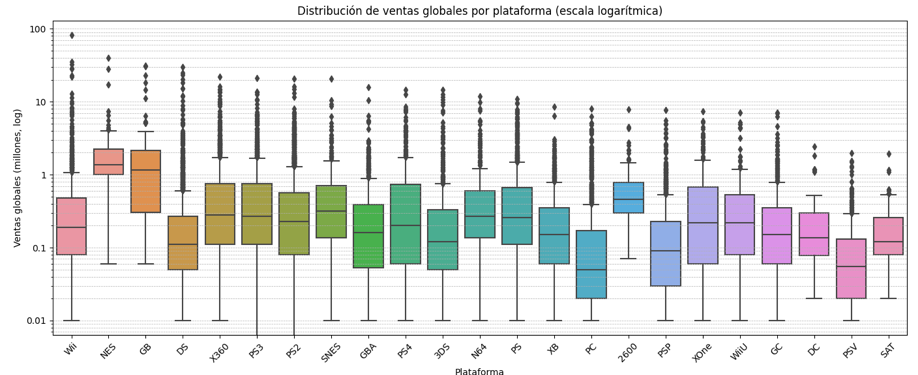 Distribución de ventas globales por plataforma (escala logarítmica)
Ventas globales (millones, log)
100
10
1
0.1
0.01
Wii NES GB DS X360 PS3 PS2 SNES GBA PS4 3DS N64 PS XB PC 2600 PSP XOne WiiU GC DC PSV SAT
Plataforma